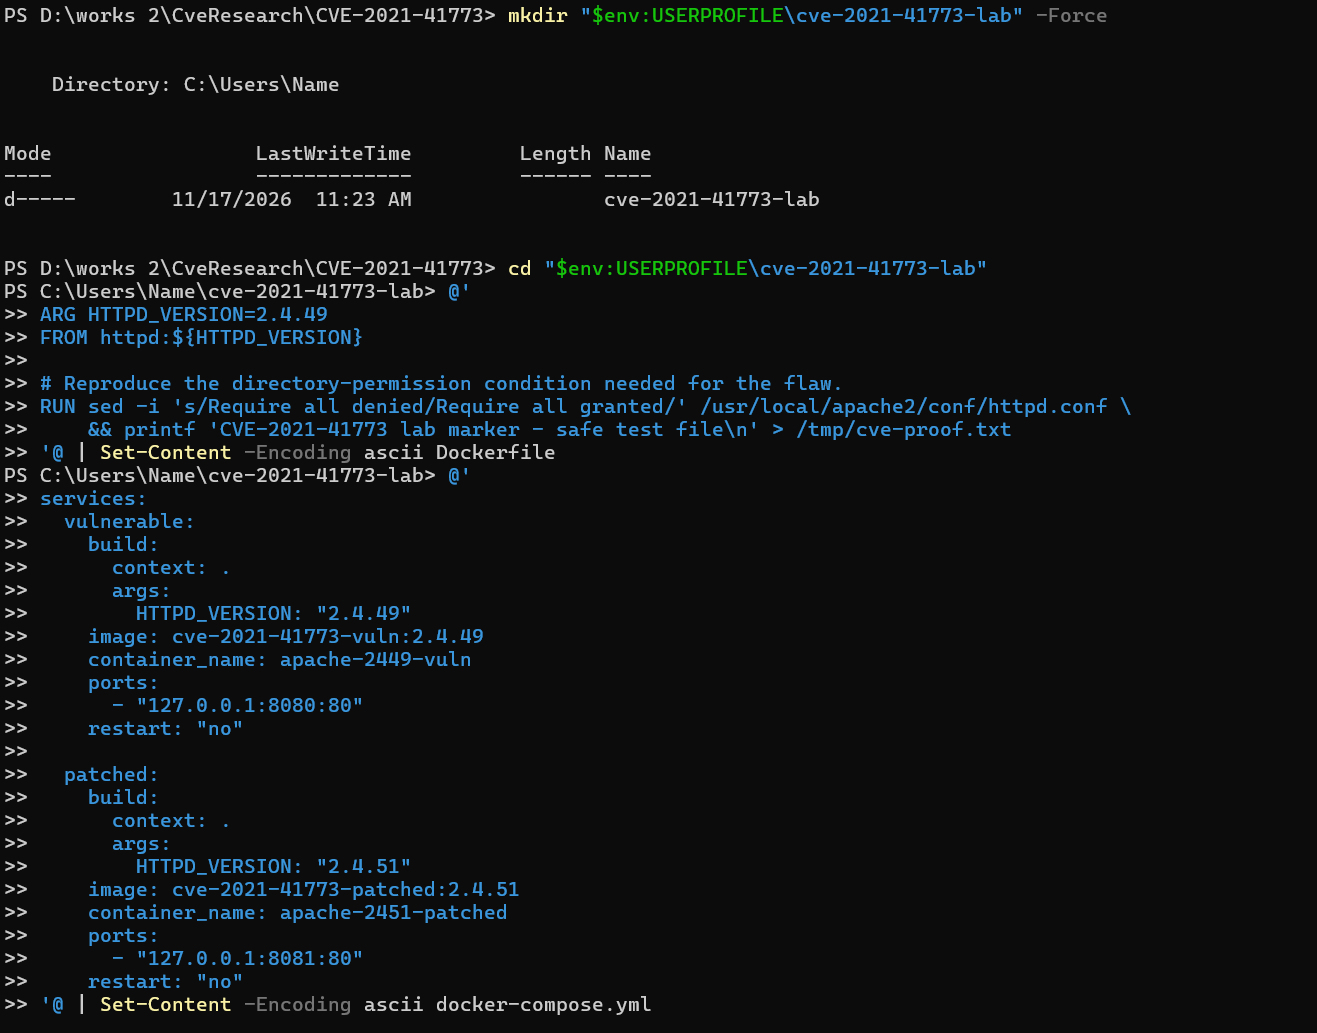 PS D:\works 2\CveResearch\CVE-2021-41773> mkdir "$env:USERPROFILE\cve-2021-41773-lab" -Force
    Directory: C:\Users\Name
Mode                 LastWriteTime         Length Name
----                 -------------         ------ ----
d-----        11/17/2026  11:23 AM                cve-2021-41773-lab
PS D:\works 2\CveResearch\CVE-2021-41773> cd "$env:USERPROFILE\cve-2021-41773-lab"
PS C:\Users\Name\cve-2021-41773-lab> @'
>> ARG HTTPD_VERSION=2.4.49
>> FROM httpd:${HTTPD_VERSION}
>>
>> # Reproduce the directory-permission condition needed for the flaw.
>> RUN sed -i 's/Require all denied/Require all granted/' /usr/local/apache2/conf/httpd.conf \
>>     && printf 'CVE-2021-41773 lab marker - safe test file\n' > /tmp/cve-proof.txt
>> '@ | Set-Content -Encoding ascii Dockerfile
PS C:\Users\Name\cve-2021-41773-lab> @'
>> services:
>>   vulnerable:
>>     build:
>>       context: .
>>       args:
>>         HTTPD_VERSION: "2.4.49"
>>     image: cve-2021-41773-vuln:2.4.49
>>     container_name: apache-2449-vuln
>>     ports:
>>       - "127.0.0.1:8080:80"
>>     restart: "no"
>>
>>   patched:
>>     build:
>>       context: .
>>       args:
>>         HTTPD_VERSION: "2.4.51"
>>     image: cve-2021-41773-patched:2.4.51
>>     container_name: apache-2451-patched
>>     ports:
>>       - "127.0.0.1:8081:80"
>>     restart: "no"
>> '@ | Set-Content -Encoding ascii docker-compose.yml